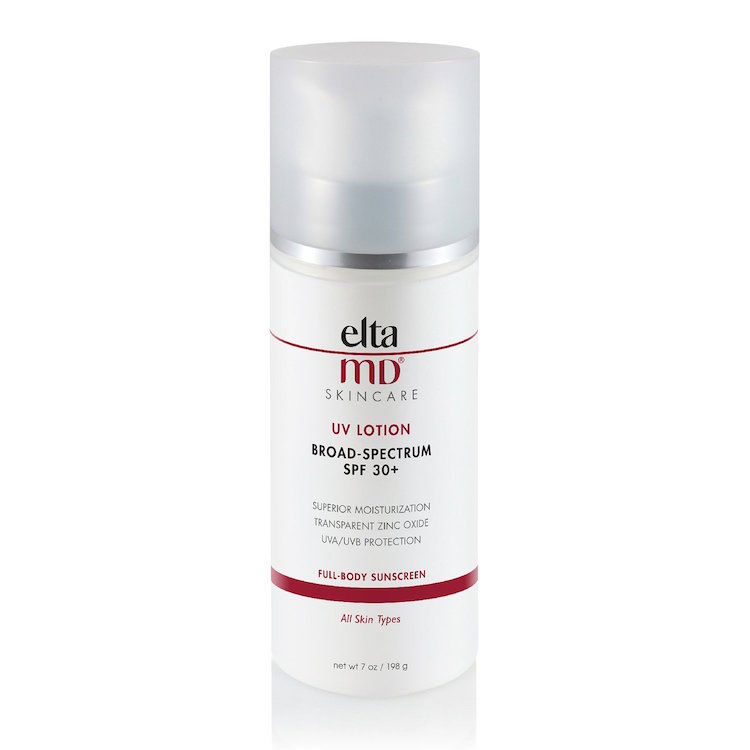 elta
MD®
SKINCARE
UV LOTION
BROAD-SPECTRUM
SPF 30+
SUPERIOR MOISTURIZATION
TRANSPARENT ZINC OXIDE
UVA/UVB PROTECTION
FULL-BODY SUNSCREEN
All Skin Types
net wt 7 oz / 198 g